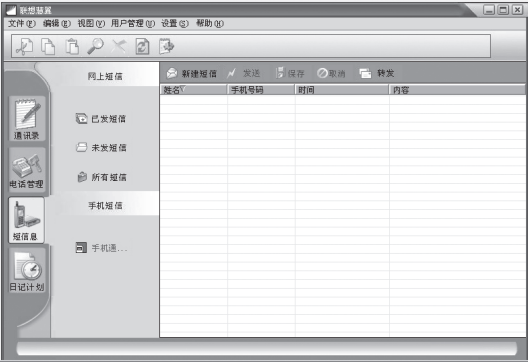 联想慧翼
文件(F) 编辑(E) 视图(V) 用户管理(U) 设置(S) 帮助(H)
网上短信
新建短信 发送 保存 取消 转发
姓名 手机号码 时间 内容
已发短信
未发短信
所有短信
手机短信
手机通...
通讯录
电话管理
短信息
日记计划